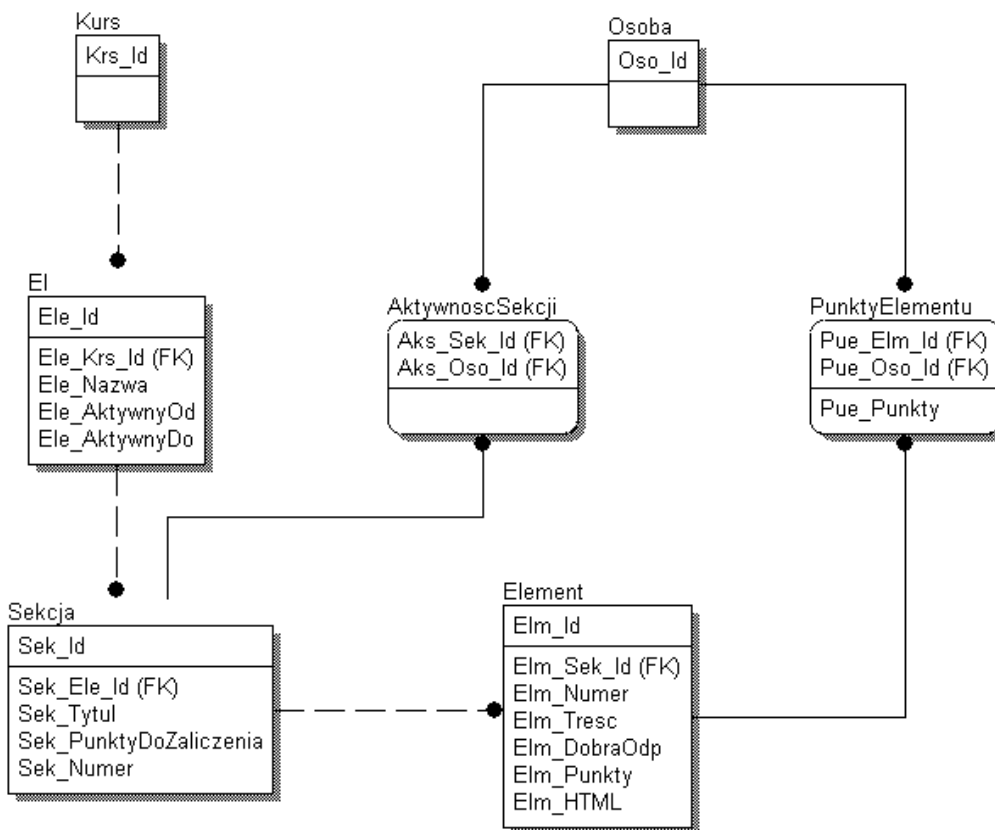 Kurs
Krs_Id
Osoba
Oso_Id
El
Ele_Id
Ele_Krs_Id (FK)
Ele_Nazwa
Ele_AktywnyOd
Ele_AktywnyDo
AktywnoscSekcji
Aks_Sek_Id (FK)
Aks_Oso_Id (FK)
PunktyElementu
Pue_Elm_Id (FK)
Pue_Oso_Id (FK)
Pue_Punkty
Sekcja
Sek_Id
Sek_Ele_Id (FK)
Sek_Tytul
Sek_PunktyDoZaliczenia
Sek_Numer
Element
Elm_Id
Elm_Sek_Id (FK)
Elm_Numer
Elm_Tresc
Elm_DobraOdp
Elm_Punkty
Elm_HTML